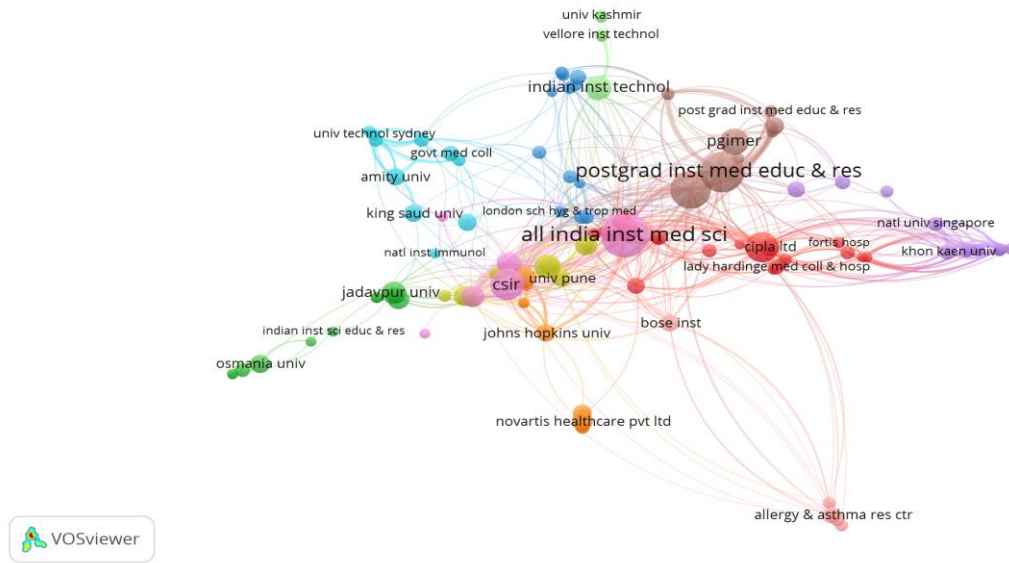 univ kashmir
vellore inst technol
indian inst technol
post grad inst med educ & res
univ technol sydney
pgimer
govt med coll
postgrad inst med educ & res
amity univ
king saud univ
london sch hyg & trop med
natl univ singapore
all india inst med sci
cipla ltd
fortis hosp
khon kaen univ
natl inst immunol
lady hardinge med coll & hosp
univ pune
csir
jadavpur univ
bose inst
indian inst sci educ & res
johns hopkins univ
osmania univ
novartis healthcare pvt ltd
allergy & asthma res ctr
VOSviewer